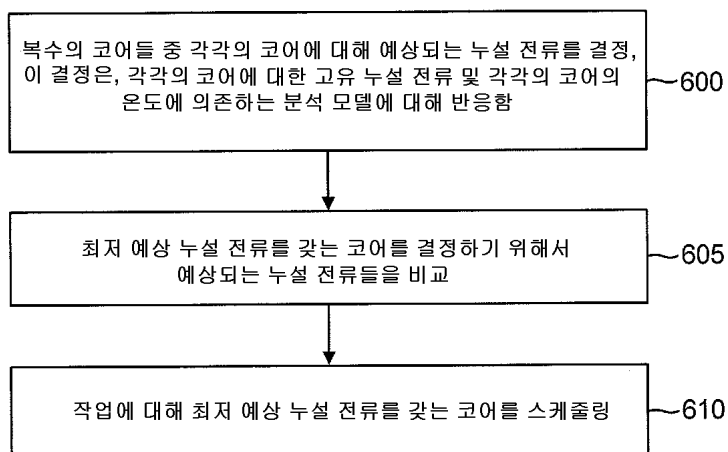 복수의 코어들 중 각각의 코어에 대해 예상되는 누설 전류를 결정,
이 결정은, 각각의 코어에 대한 고유 누설 전류 및 각각의 코어의
온도에 의존하는 분석 모델에 대해 반응함
600
최저 예상 누설 전류를 갖는 코어를 결정하기 위해서
예상되는 누설 전류들을 비교
605
작업에 대해 최저 예상 누설 전류를 갖는 코어를 스케줄링
610